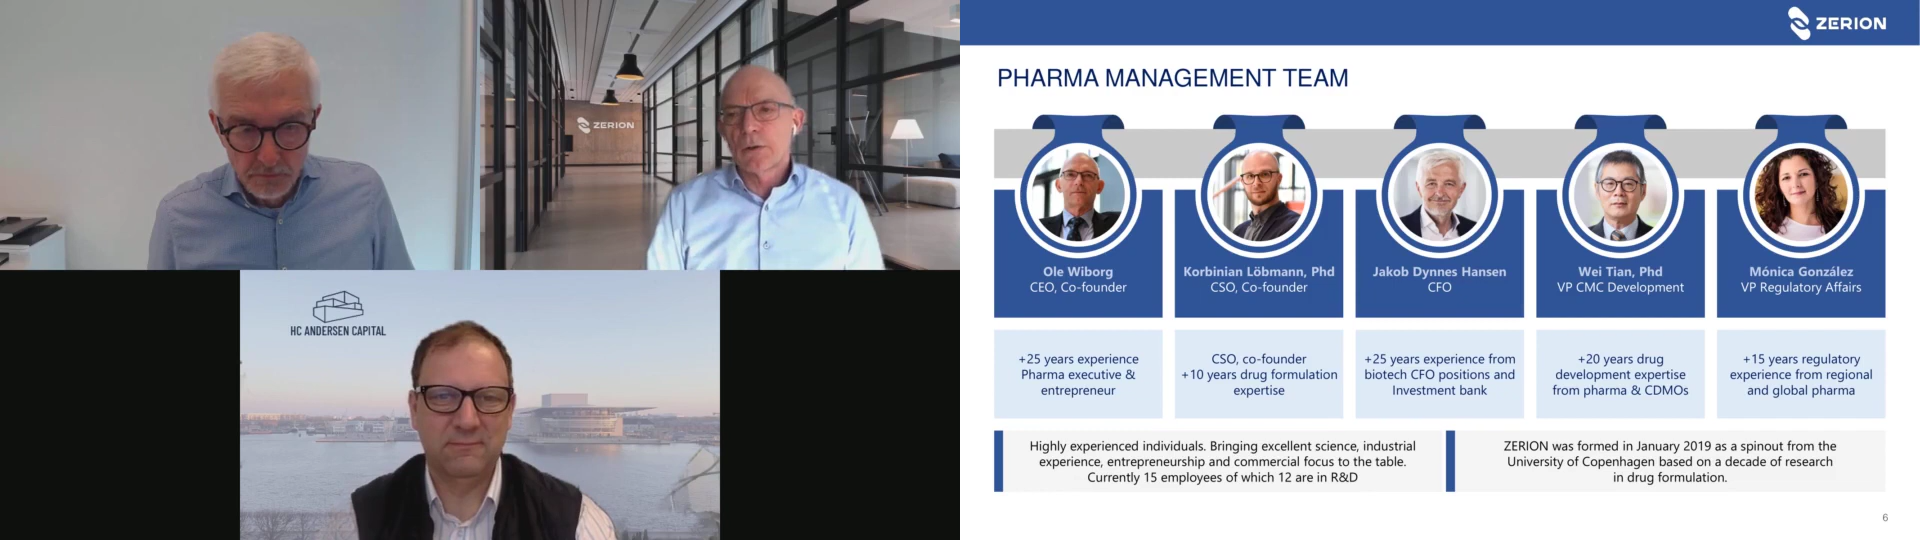 ZERION
HC ANDERSEN CAPITAL
ZERION
PHARMA MANAGEMENT TEAM
Ole Wiborg
CEO, Co-founder
Korbinian Löbmann, Phd
CSO, Co-founder
Jakob Dynnes Hansen
CFO
Wei Tian, Phd
VP CMC Development
Mónica González
VP Regulatory Affairs
+25 years experience
Pharma executive &
entrepreneur
CSO, co-founder
+10 years drug formulation
expertise
+25 years experience from
biotech CFO positions and
Investment bank
+20 years drug
development expertise
from pharma & CDMOs
+15 years regulatory
experience from regional
and global pharma
Highly experienced individuals. Bringing excellent science, industrial
experience, entrepreneurship and commercial focus to the table.
Currently 15 employees of which 12 are in R&D
ZERION was formed in January 2019 as a spinout from the
University of Copenhagen based on a decade of research
in drug formulation.
6